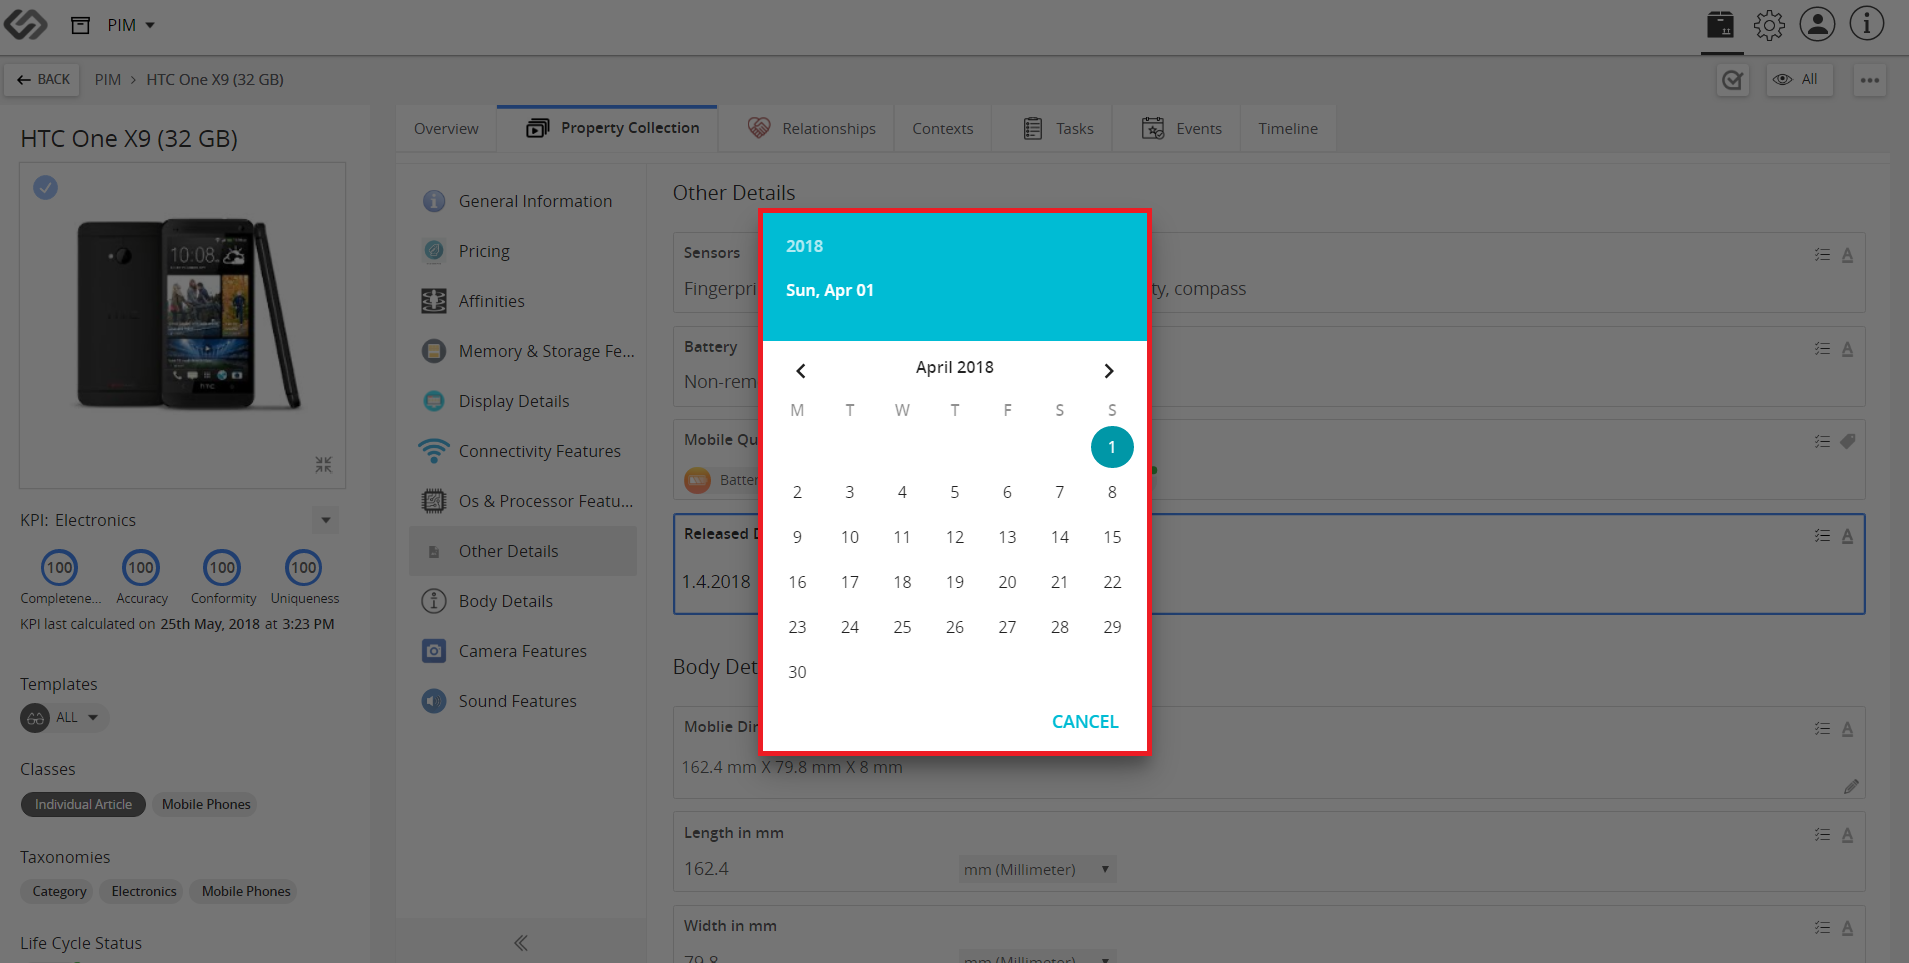 PIM
BACK
PIM > HTC One X9 (32 GB)
All
HTC One X9 (32 GB)
10:08
hTC
KPI: Electronics
100 100 100 100
Completene... Accuracy Conformity Uniqueness
KPI last calculated on 25th May, 2018 at 3:23 PM
Templates
ALL
Classes
Individual Article Mobile Phones
Taxonomies
Category Electronics Mobile Phones
Life Cycle Status
Overview Property Collection Relationships Contexts Tasks Events Timeline
General Information
Pricing
Affinities
Memory & Storage Fe...
Display Details
Connectivity Features
Os & Processor Featu...
Other Details
Body Details
Camera Features
Sound Features
Other Details
Sensors
Fingerpri ty, compass
Battery
Non-rem
Mobile Qu
Batter
Released D
1.4.2018
2018
Sun, Apr 01
April 2018
M T W T F S S
1
2 3 4 5 6 7 8
9 10 11 12 13 14 15
16 17 18 19 20 21 22
23 24 25 26 27 28 29
30
CANCEL
Body Det
Moblie Dim
162.4 mm X 79.8 mm X 8 mm
Length in mm
162.4 mm (Millimeter)
Width in mm
79.8 mm (Millimeter)